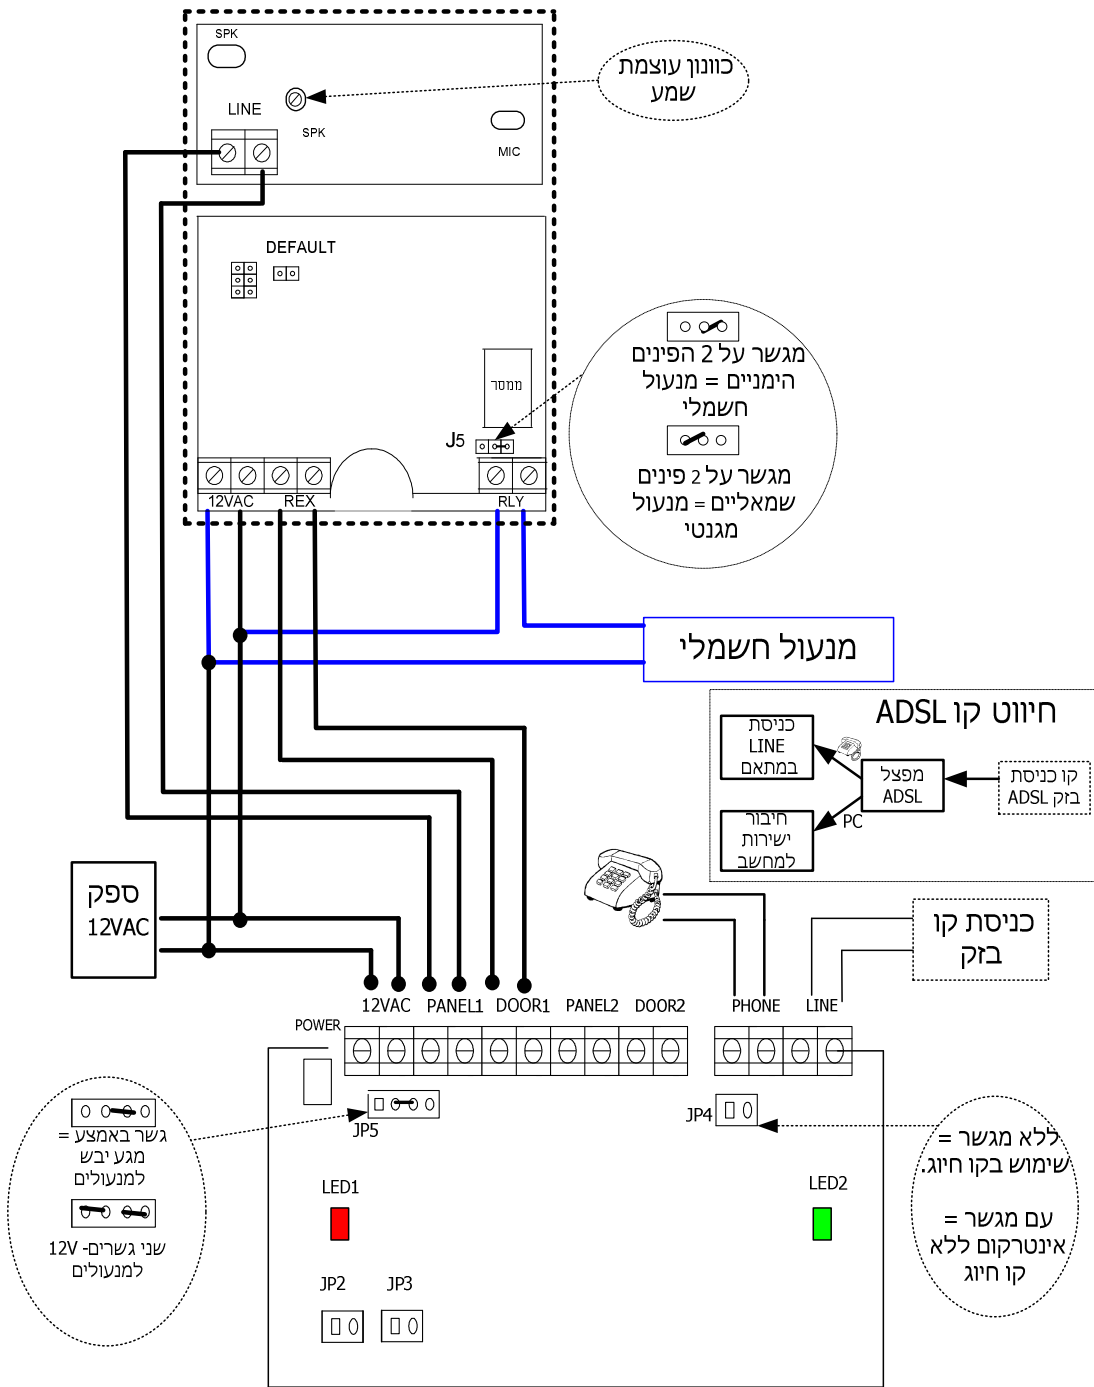 SPK
כוונון עוצמת
שמע
LINE
SPK
MIC
DEFAULT
מגשר על 2 הפינים
הימניים = מנעול
חשמלי
ממסר
J5
מגשר על 2 פינים
שמאליים = מנעול
מגנטי
12VAC
REX
RLY
מנעול חשמלי
חיווט קו ADSL
כניסת
LINE
במתאם
מפצל
ADSL
קו כניסת
בזק ADSL
PC
חיבור
ישירות
למחשב
ספק
12VAC
כניסת קו
בזק
12VAC
PANEL1
DOOR1
PANEL2
DOOR2
PHONE
LINE
POWER
JP5
JP4
גשר באמצע =
מגע יבש
למנעולים
שני גשרים- 12V
למנעולים
ללא מגשר =
שימוש בקו חיוג.
עם מגשר =
אינטרקום ללא
קו חיוג
LED1
LED2
JP2
JP3